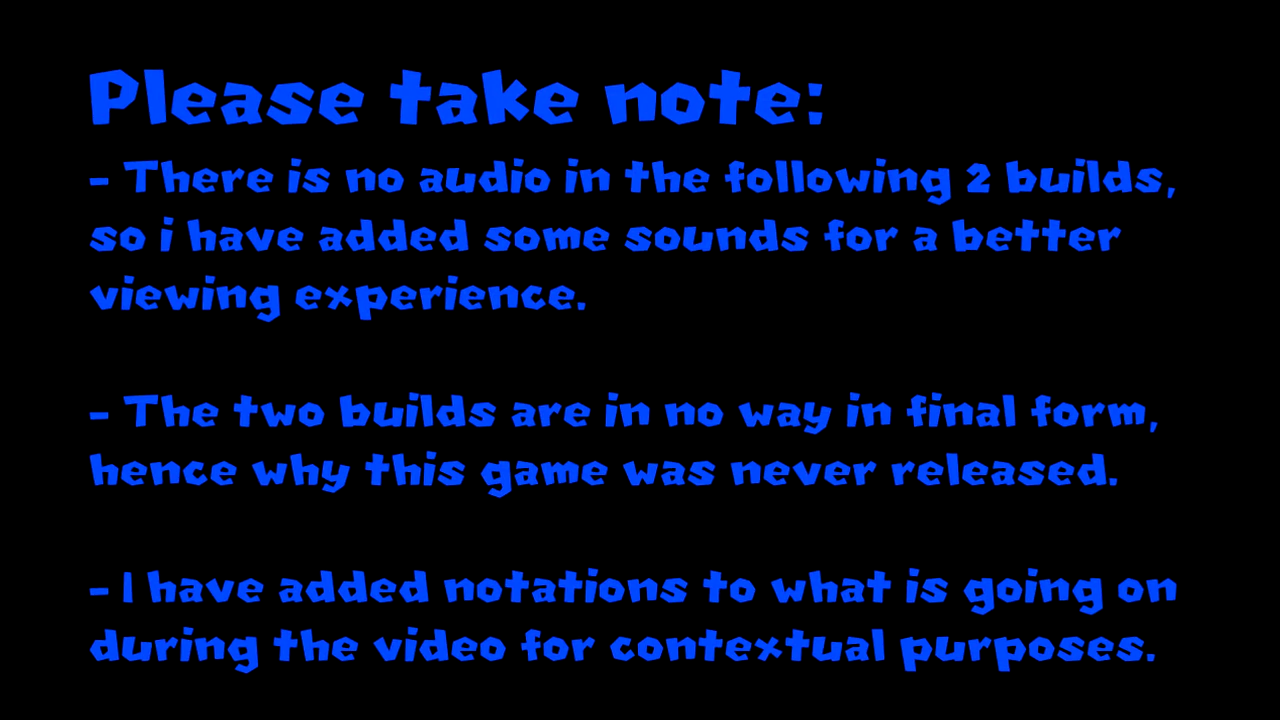 Please take note:
- There is no audio in the following 2 builds,
so i have added some sounds for a better
viewing experience.
- The two builds are in no way in final form,
hence why this game was never released.
- I have added notations to what is going on
during the video for contextual purposes.